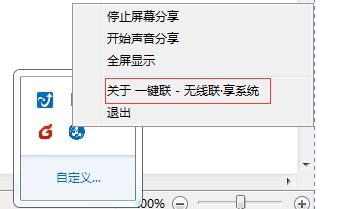 停止屏幕分享
开始声音分享
全屏显示
关于 一键联 - 无线联·享系统
退出
自定义...
00%